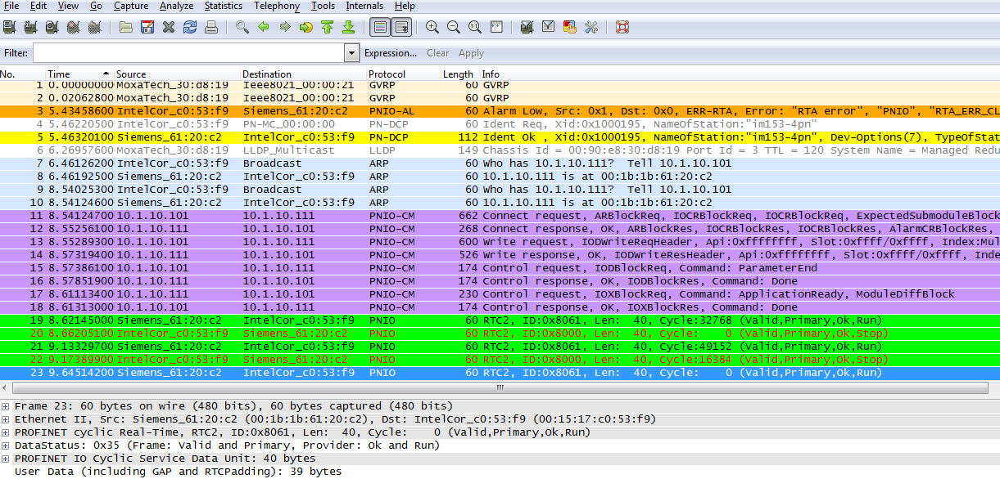 File Edit View Go Capture Analyze Statistics Telephony Tools Internals Help
Filter: Expression... Clear Apply
No. Time Source Destination Protocol Length Info
1 0.00000000 MoxaTech_30:d8:19 Ieee8021_00:00:21 GVRP 60 GVRP
2 0.02062800 MoxaTech_30:d8:19 Ieee8021_00:00:21 GVRP 60 GVRP
3 5.43458600 IntelCor_c0:53:f9 Siemens_61:20:c2 PNIO-AL 60 Alarm Low, Src: 0x1, Dst: 0x0, ERR-RTA, Error: "RTA error", "PNIO", "RTA_ERR_CL
4 5.46220500 IntelCor_c0:53:f9 PN-MC_00:00:00 PN-DCP 60 Ident Req, Xid:0x1000195, NameOfStation:"im153-4pn"
5 5.46320100 Siemens_61:20:c2 IntelCor_c0:53:f9 PN-DCP 112 Ident Ok , Xid:0x1000195, NameOfStation:"im153-4pn", Dev-Options(7), TypeOfStat
6 6.26957600 MoxaTech_30:d8:19 LLDP_Multicast LLDP 149 Chassis Id = 00:90:e8:30:d8:19 Port Id = 3 TTL = 120 System Name = Managed Redu
7 8.46126200 IntelCor_c0:53:f9 Broadcast ARP 60 Who has 10.1.10.111? Tell 10.1.10.101
8 8.46192500 Siemens_61:20:c2 IntelCor_c0:53:f9 ARP 60 10.1.10.111 is at 00:1b:1b:61:20:c2
9 8.54025300 IntelCor_c0:53:f9 Broadcast ARP 60 Who has 10.1.10.111? Tell 10.1.10.101
10 8.54124600 Siemens_61:20:c2 IntelCor_c0:53:f9 ARP 60 10.1.10.111 is at 00:1b:1b:61:20:c2
11 8.54124700 10.1.10.101 10.1.10.111 PNIO-CM 662 Connect request, ARBlockReq, IOCRBlockReq, IOCRBlockReq, ExpectedSubmoduleBlock
12 8.55256100 10.1.10.111 10.1.10.101 PNIO-CM 268 Connect response, OK, ARBlockRes, IOCRBlockRes, IOCRBlockRes, AlarmCRBlockRes,
13 8.55289300 10.1.10.101 10.1.10.111 PNIO-CM 600 Write request, IODWriteReqHeader, Api:0xffffffff, Slot:0xffff/0xffff, Index:Mul
14 8.57319400 10.1.10.111 10.1.10.101 PNIO-CM 526 Write response, OK, IODWriteResHeader, Api:0xffffffff, Slot:0xffff/0xffff, Inde
15 8.57386100 10.1.10.101 10.1.10.111 PNIO-CM 174 Control request, IODBlockReq, Command: ParameterEnd
16 8.57851900 10.1.10.111 10.1.10.101 PNIO-CM 174 Control response, OK, IODBlockRes, Command: Done
17 8.61113400 10.1.10.111 10.1.10.101 PNIO-CM 230 Control request, IOXBlockReq, Command: ApplicationReady, ModuleDiffBlock
18 8.61313000 10.1.10.101 10.1.10.111 PNIO-CM 174 Control response, OK, IOXBlockRes, Command: Done
19 8.62145000 Siemens_61:20:c2 IntelCor_c0:53:f9 PNIO 60 RTC2, ID:0x8061, Len: 40, Cycle:32768 (Valid,Primary,Ok,Run)
20 8.66205100 IntelCor_c0:53:f9 Siemens_61:20:c2 PNIO 60 RTC2, ID:0x8000, Len: 40, Cycle: 0 (Valid,Primary,Ok,Stop)
21 9.13329700 Siemens_61:20:c2 IntelCor_c0:53:f9 PNIO 60 RTC2, ID:0x8061, Len: 40, Cycle:49152 (Valid,Primary,Ok,Run)
22 9.17389900 IntelCor_c0:53:f9 Siemens_61:20:c2 PNIO 60 RTC2, ID:0x8000, Len: 40, Cycle:16384 (Valid,Primary,Ok,Stop)
23 9.64514200 Siemens_61:20:c2 IntelCor_c0:53:f9 PNIO 60 RTC2, ID:0x8061, Len: 40, Cycle: 0 (Valid,Primary,Ok,Run)
Frame 23: 60 bytes on wire (480 bits), 60 bytes captured (480 bits)
Ethernet II, Src: Siemens_61:20:c2 (00:1b:1b:61:20:c2), Dst: IntelCor_c0:53:f9 (00:15:17:c0:53:f9)
PROFINET cyclic Real-Time, RTC2, ID:0x8061, Len: 40, Cycle: 0 (Valid,Primary,Ok,Run)
DataStatus: 0x35 (Frame: Valid and Primary, Provider: Ok and Run)
PROFINET IO Cyclic Service Data Unit: 40 bytes
User Data (including GAP and RTCPadding): 39 bytes